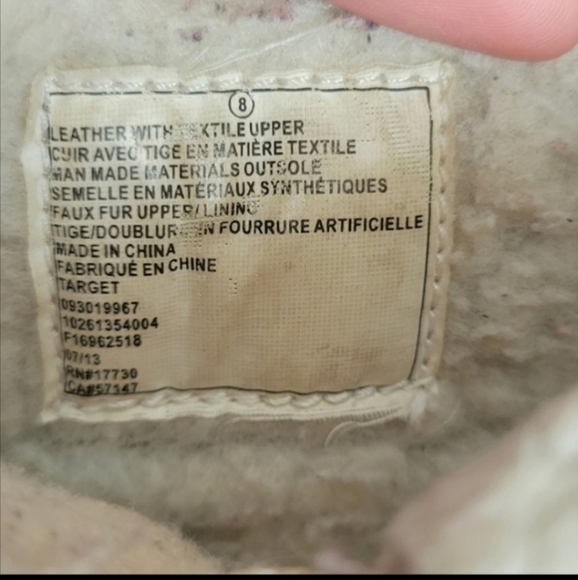 8
LEATHER WITH TEXTILE UPPER
CUIR AVEC TIGE EN MATIÈRE TEXTILE
MAN MADE MATERIALS OUTSOLE
SEMELLE EN MATÉRIAUX SYNTHÉTIQUES
FAUX FUR UPPER/LINING
TIGE/DOUBLURE EN FOURRURE ARTIFICIELLE
MADE IN CHINA
FABRIQUÉ EN CHINE
TARGET
093019967
10261354004
F16962518
07/13
RN#17730
CA#57147